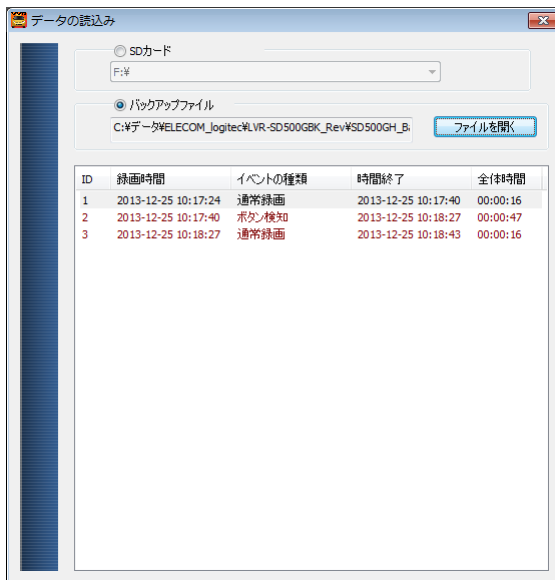 データの読込み
SDカード
F:¥
バックアップファイル
C:¥データ¥ELECOM_logitec¥LVR-SD500GBK_Rev¥SD500GH_B
ファイルを開く
ID 録画時間 イベントの種類 時間終了 全体時間
1 2013-12-25 10:17:24 通常録画 2013-12-25 10:17:40 00:00:16
2 2013-12-25 10:17:40 ボタン検知 2013-12-25 10:18:27 00:00:47
3 2013-12-25 10:18:27 通常録画 2013-12-25 10:18:43 00:00:16